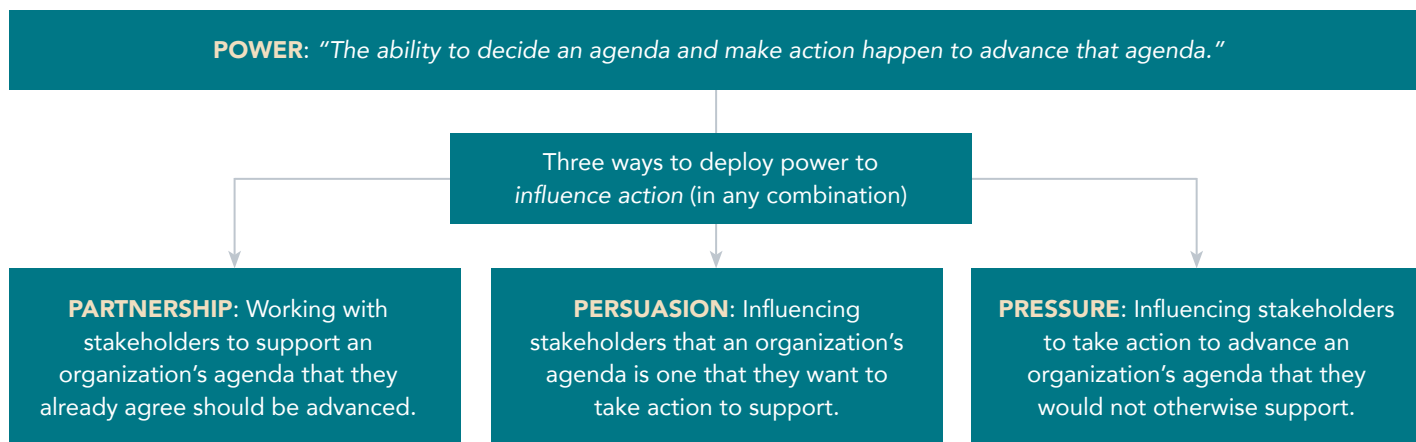 POWER: “The ability to decide an agenda and make action happen to advance that agenda.”
Three ways to deploy power to
influence action (in any combination)
PARTNERSHIP: Working with
stakeholders to support an
organization’s agenda that they
already agree should be advanced.
PERSUASION: Influencing
stakeholders that an organization’s
agenda is one that they want to
take action to support.
PRESSURE: Influencing stakeholders
to take action to advance an
organization’s agenda that they
would not otherwise support.